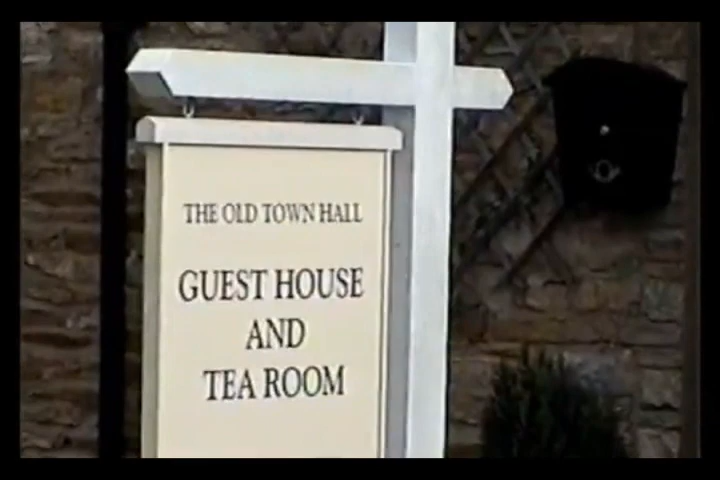 THE OLD TOWN HALL
GUEST HOUSE
AND
TEA ROOM